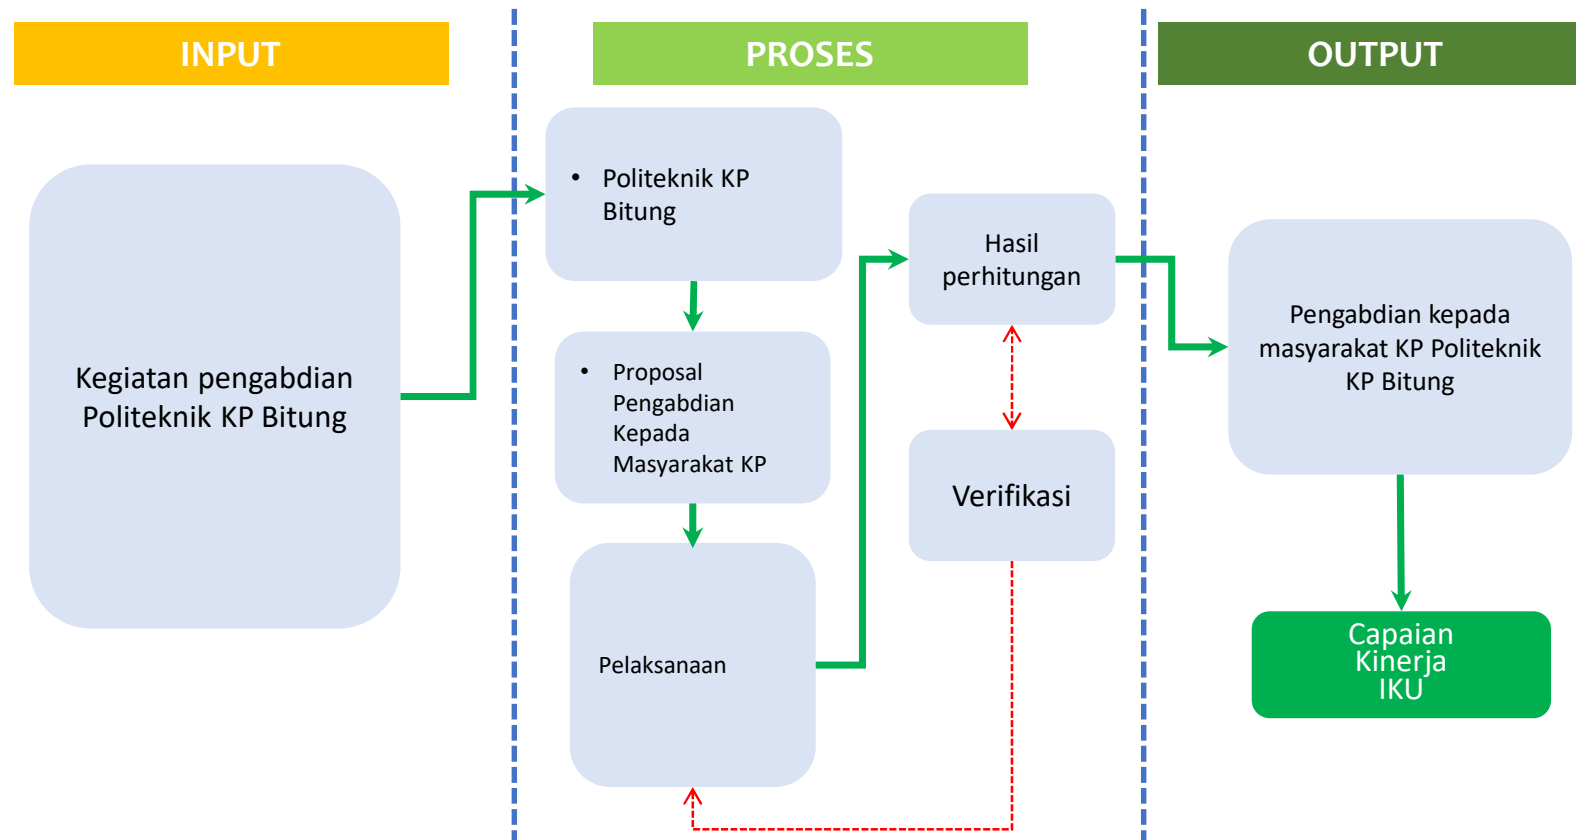 INPUT
PROSES
OUTPUT
Kegiatan pengabdian
Politeknik KP Bitung
• Politeknik KP
Bitung
• Proposal
Pengabdian
Kepada
Masyarakat KP
Pelaksanaan
Hasil
perhitungan
Verifikasi
Pengabdian kepada
masyarakat KP Politeknik
KP Bitung
Capaian
Kinerja
IKU